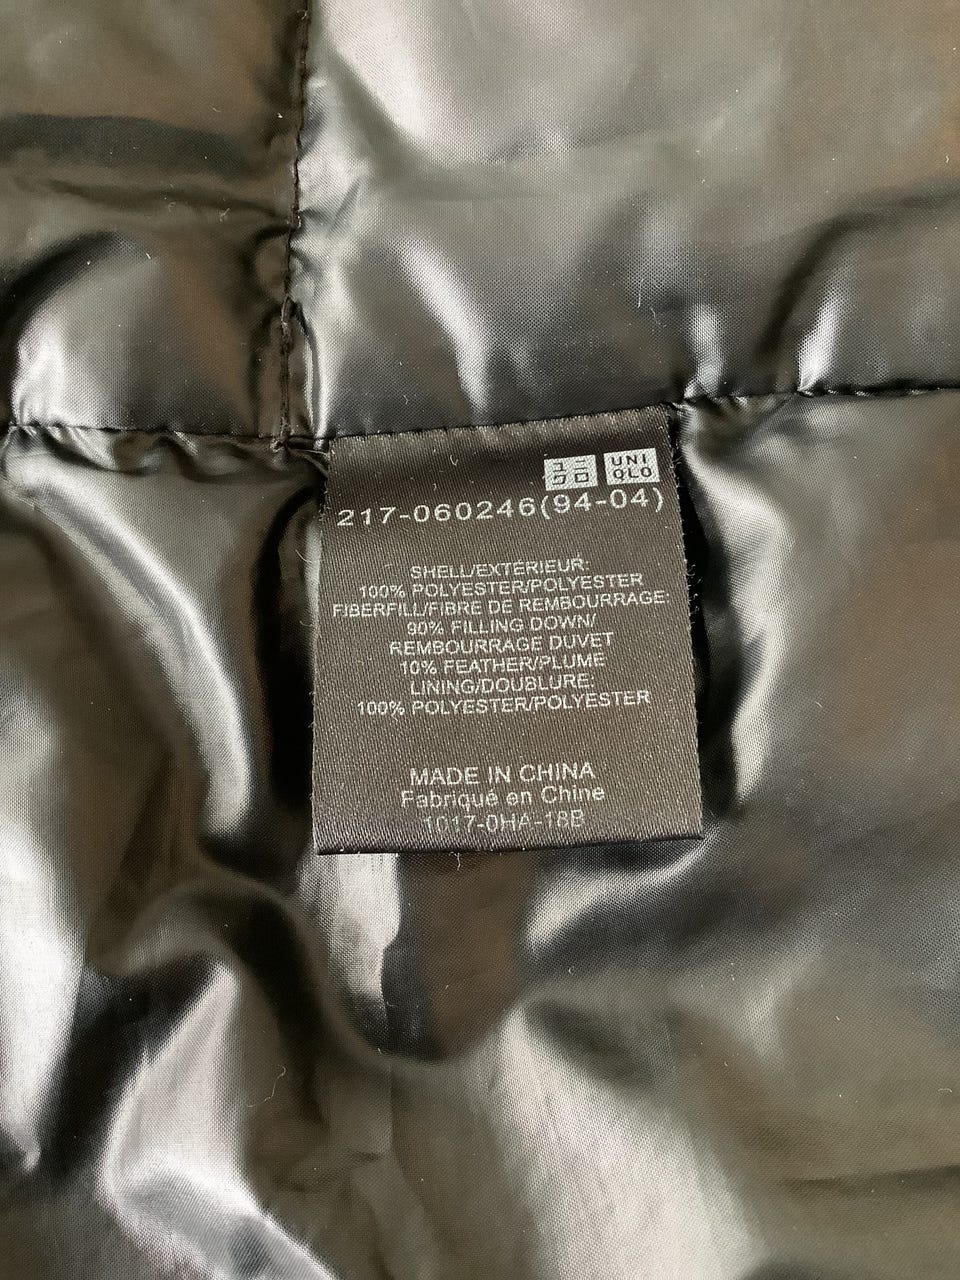 ユニ UNI
クロ QLO
217-060246(94-04)
SHELL/EXTÉRIEUR:
100% POLYESTER/POLYESTER
FIBERFILL/FIBRE DE REMBOURRAGE:
90% FILLING DOWN/
REMBOURRAGE DUVET
10% FEATHER/PLUME
LINING/DOUBLURE:
100% POLYESTER/POLYESTER
MADE IN CHINA
Fabriqué en Chine
1017-0HA-18B